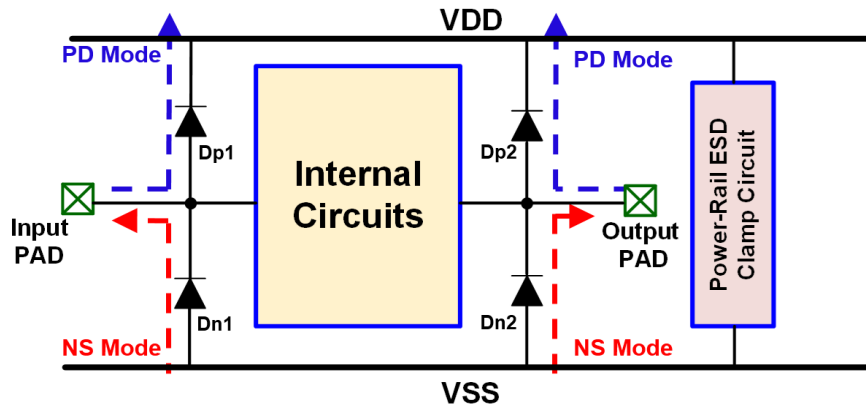 VDD
PD Mode
PD Mode
Dp1
Dp2
Internal
Circuits
Input
PAD
Output
PAD
Power-Rail ESD
Clamp Circuit
Dn1
Dn2
NS Mode
NS Mode
VSS